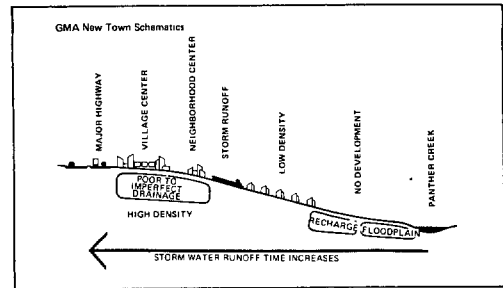 GMA New Town Schematics
MAJOR HIGHWAY
VILLAGE CENTER
NEIGHBORHOOD CENTER
STORM RUNOFF
LOW DENSITY
NO DEVELOPMENT
PANTHER CREEK
POOR TO
IMPERFECT
DRAINAGE
HIGH DENSITY
RECHARGE
FLOODPLAIN
STORM WATER RUNOFF TIME INCREASES